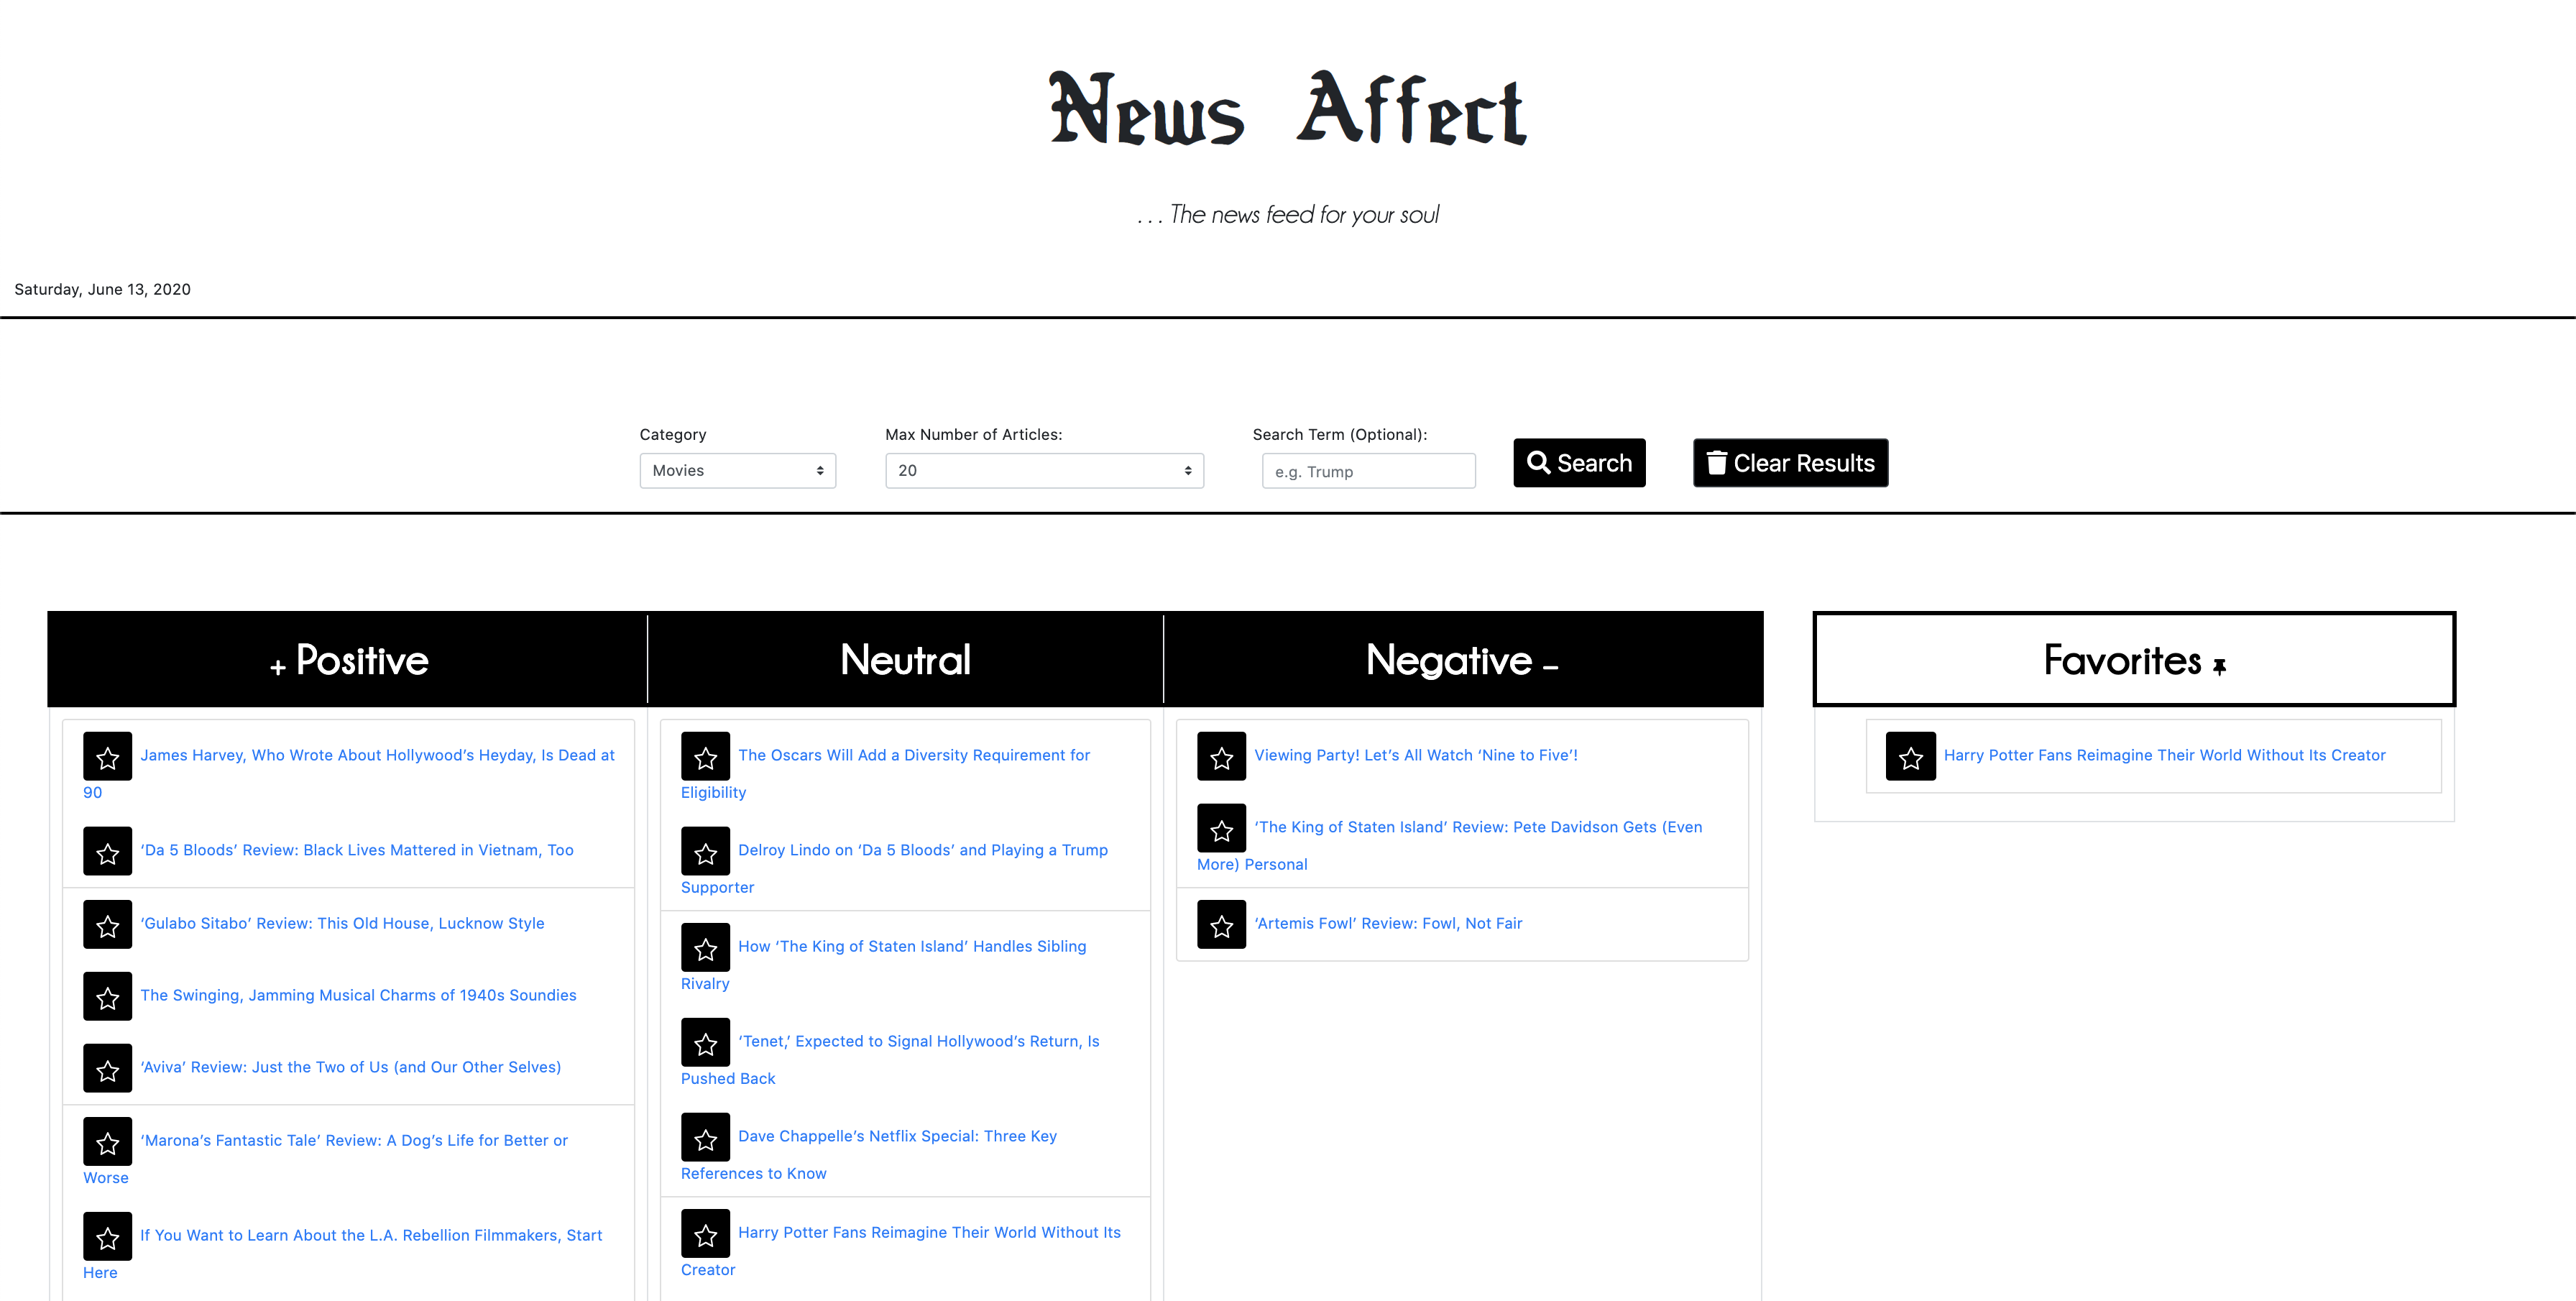 News Affect
. . . The news feed for your soul
Saturday, June 13, 2020
Category
Max Number of Articles:
Search Term (Optional):
Movies
20
e.g. Trump
Search
Clear Results
+ Positive
Neutral
Negative –
Favorites
James Harvey, Who Wrote About Hollywood’s Heyday, Is Dead at
90
‘Da 5 Bloods’ Review: Black Lives Mattered in Vietnam, Too
‘Gulabo Sitabo’ Review: This Old House, Lucknow Style
The Swinging, Jamming Musical Charms of 1940s Soundies
‘Aviva’ Review: Just the Two of Us (and Our Other Selves)
‘Marona’s Fantastic Tale’ Review: A Dog’s Life for Better or
Worse
If You Want to Learn About the L.A. Rebellion Filmmakers, Start
Here
The Oscars Will Add a Diversity Requirement for
Eligibility
Delroy Lindo on ‘Da 5 Bloods’ and Playing a Trump
Supporter
How ‘The King of Staten Island’ Handles Sibling
Rivalry
‘Tenet,’ Expected to Signal Hollywood’s Return, Is
Pushed Back
Dave Chappelle’s Netflix Special: Three Key
References to Know
Harry Potter Fans Reimagine Their World Without Its
Creator
Viewing Party! Let’s All Watch ‘Nine to Five’!
‘The King of Staten Island’ Review: Pete Davidson Gets (Even
More) Personal
‘Artemis Fowl’ Review: Fowl, Not Fair
Harry Potter Fans Reimagine Their World Without Its Creator